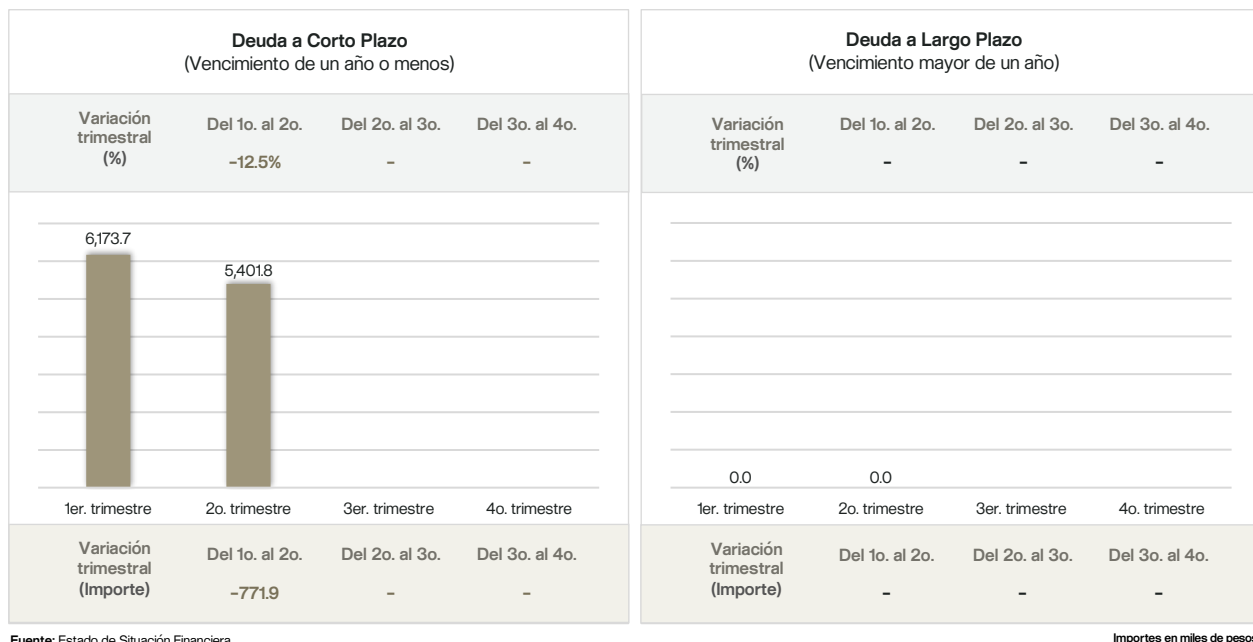 Deuda a Corto Plazo
(Vencimiento de un año o menos)
Variación trimestral (%)
Del 1o. al 2o.
Del 2o. al 3o.
Del 3o. al 4o.
-12.5%
-
-
6,173.7
5,401.8
1er. trimestre
2o. trimestre
3er. trimestre
4o. trimestre
Variación trimestral (Importe)
Del 1o. al 2o.
Del 2o. al 3o.
Del 3o. al 4o.
-771.9
-
-
Deuda a Largo Plazo
(Vencimiento mayor de un año)
Variación trimestral (%)
Del 1o. al 2o.
Del 2o. al 3o.
Del 3o. al 4o.
-
-
-
0.0
0.0
1er. trimestre
2o. trimestre
3er. trimestre
4o. trimestre
Variación trimestral (Importe)
Del 1o. al 2o.
Del 2o. al 3o.
Del 3o. al 4o.
-
-
-
Fuente: Estado de Situación Financiera
Importes en miles de pesos